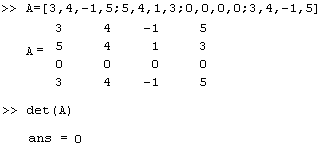 >> A=[3,4,-1,5;5,4,1,3;0,0,0,0;3,4,-1,5]
3 4 -1 5
A = 5 4 1 3
0 0 0 0
3 4 -1 5
>> det(A)
ans = 0